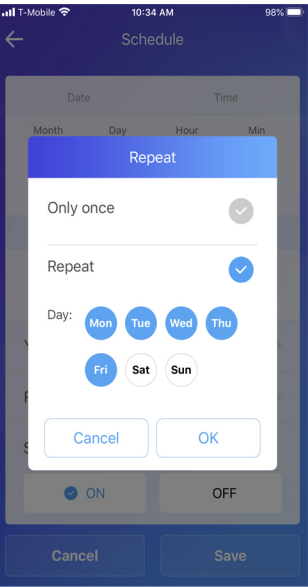 T-Mobile 10:34 AM 98%
Schedule
Date Time
Month Day Hour Min
Repeat
Only once
Repeat
Day: Mon Tue Wed Thu
Fri Sat Sun
Cancel OK
ON OFF
Cancel Save